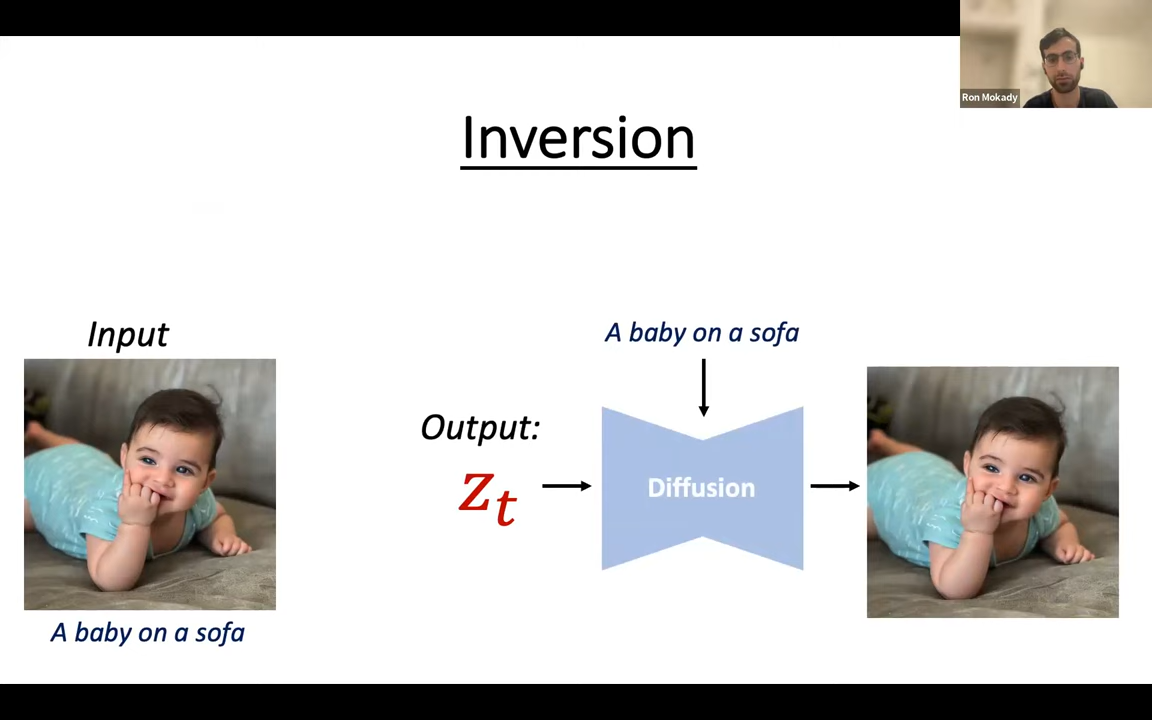 Ron Mokady
Inversion
Input
A baby on a sofa
A baby on a sofa
Output:
z_t
Diffusion